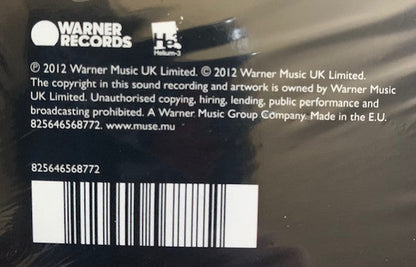 WARNER
RECORDS
He
Helium-3
℗ 2012 Warner Music UK Limited. © 2012 Warner Music UK Limited.
The copyright in this sound recording and artwork is owned by Warner Music
UK Limited. Unauthorised copying, hiring, lending, public performance and
broadcasting prohibited. A Warner Music Group Company. Made in the E.U.
825646568772. www.muse.mu
825646568772